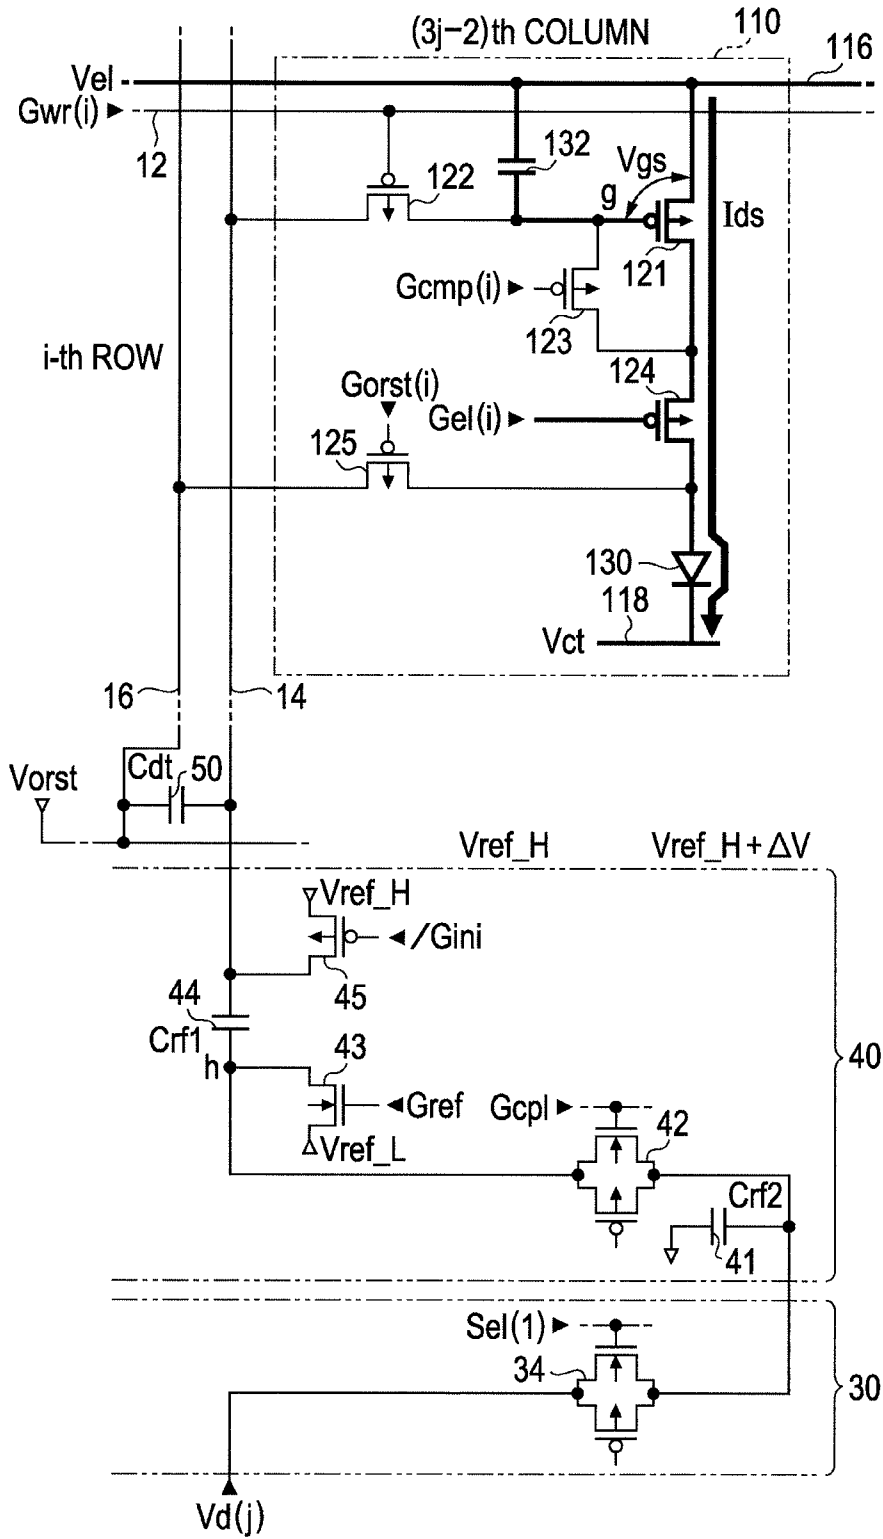 (3j−2)th COLUMN
110
116
Vel
Gwr(i)
12
132
Vgs
122
g
Ids
121
Gcmp(i)
123
i-th ROW
124
Gorst(i)
Gel(i)
125
130
118
Vct
16
14
Cdt
50
Vorst
Vref_H
Vref_H+ΔV
Vref_H
/Gini
44
45
Crf1
43
40
h
Gref
Gcpl
42
Vref_L
Crf2
41
Sel(1)
34
30
Vd(j)